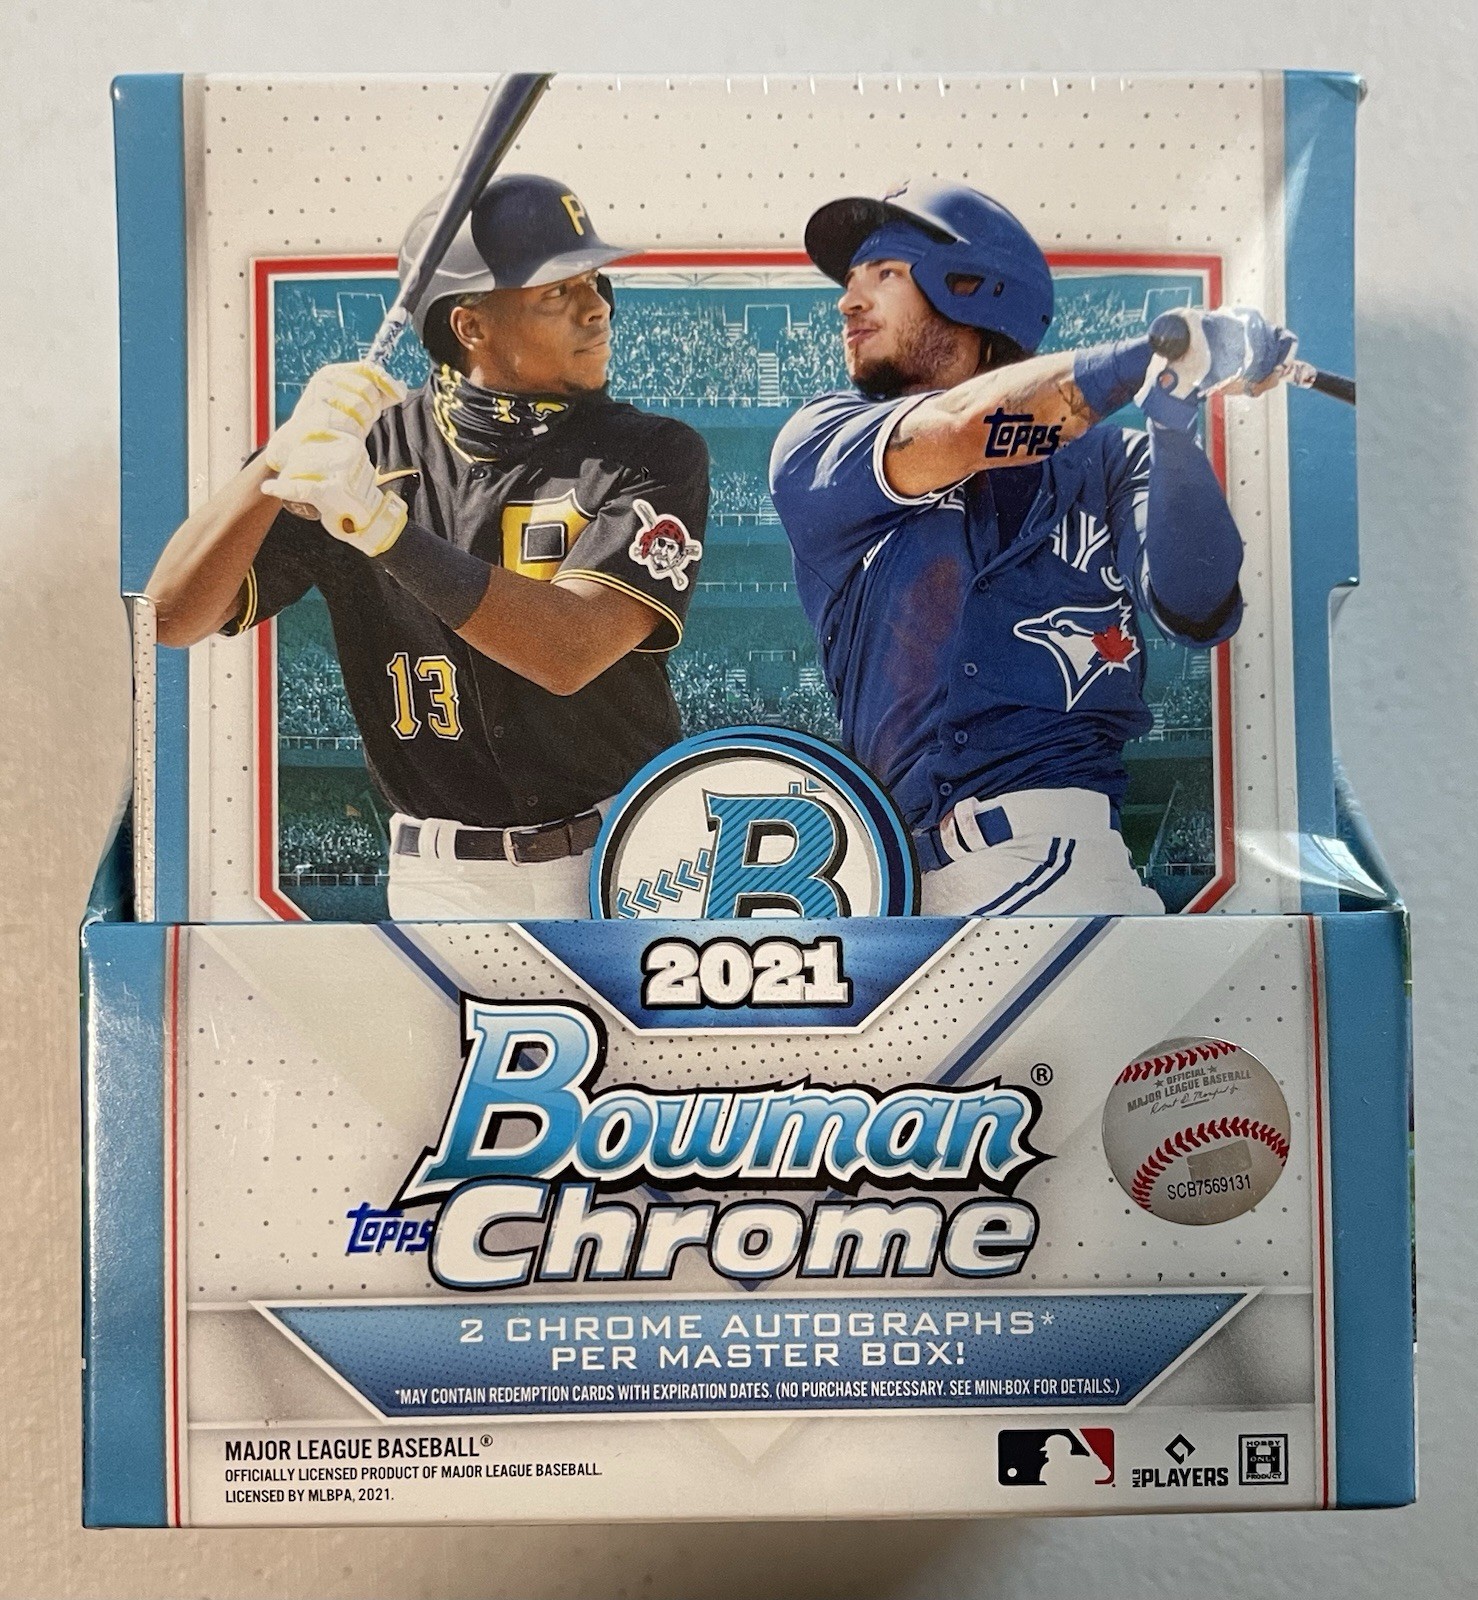 P
TOPPS
P
13
B
2021
BOWMAN®
TOPPS Chrome
★ OFFICIAL ★
MAJOR LEAGUE BASEBALL
SCB7569131
2 CHROME AUTOGRAPHS*
PER MASTER BOX!
*MAY CONTAIN REDEMPTION CARDS WITH EXPIRATION DATES. (NO PURCHASE NECESSARY. SEE MINI-BOX FOR DETAILS.)
MAJOR LEAGUE BASEBALL®
OFFICIALLY LICENSED PRODUCT OF MAJOR LEAGUE BASEBALL.
LICENSED BY MLBPA, 2021.
MLB PLAYERS
HOBBY
H
ONLY
PRODUCT